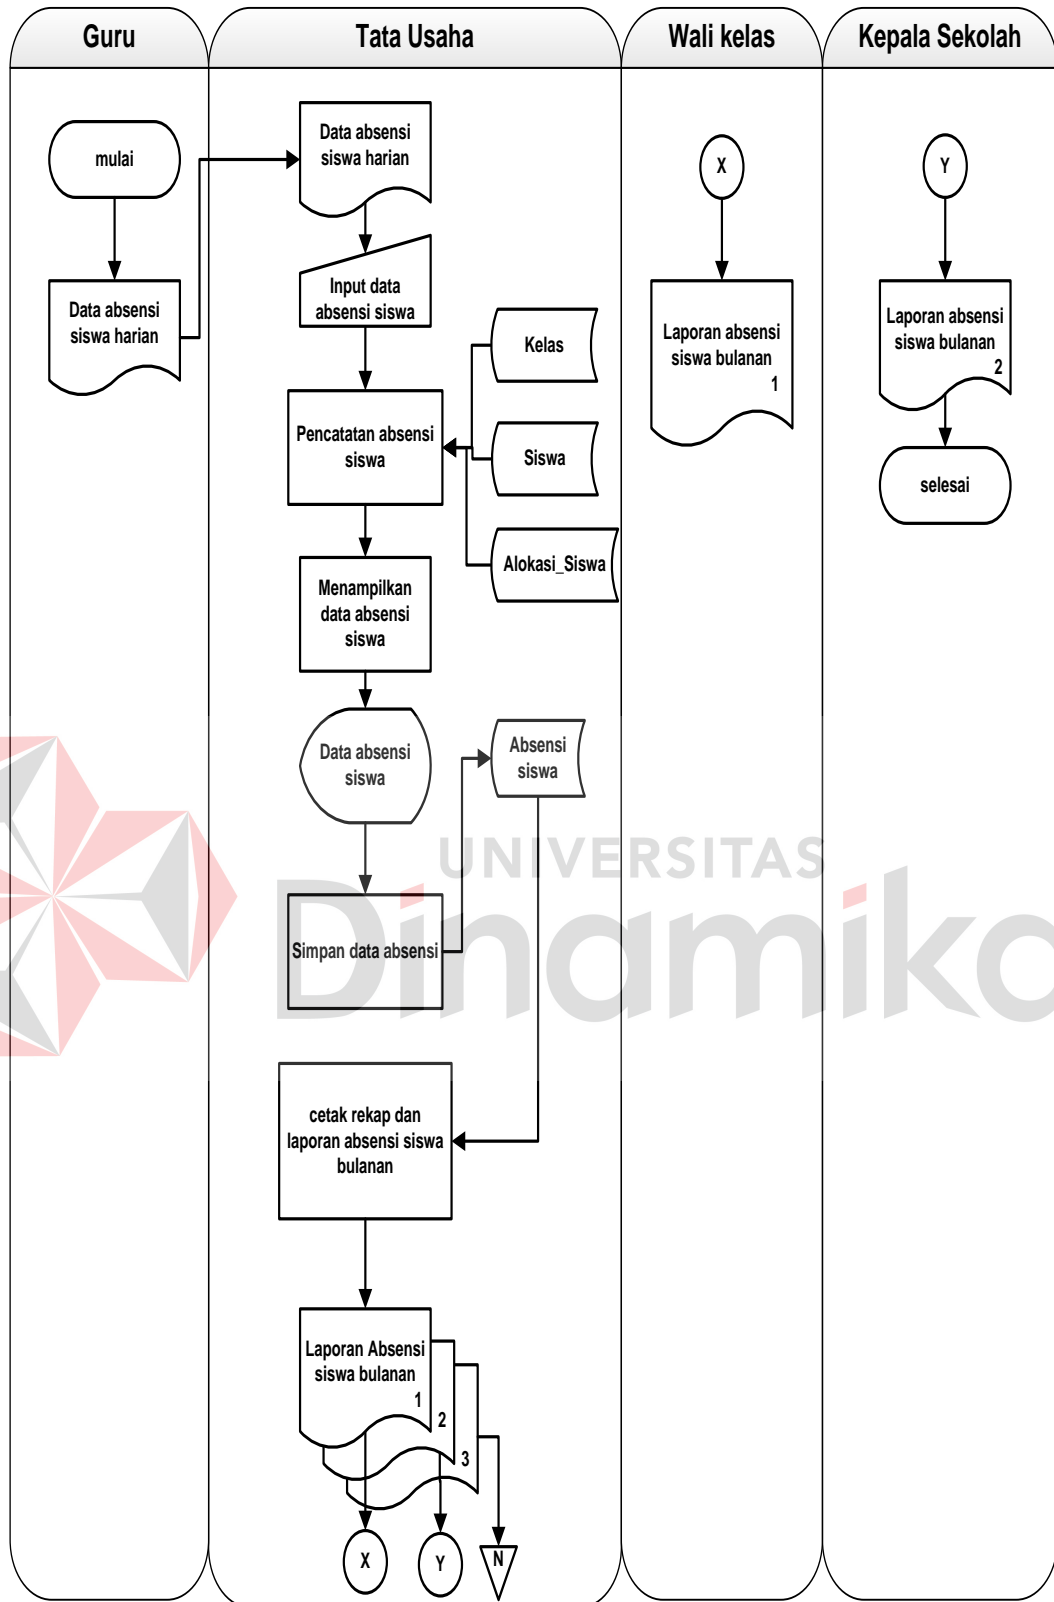 Guru
Tata Usaha
Wali kelas
Kepala Sekolah
mulai
Data absensi
siswa harian
Data absensi
siswa harian
Input data
absensi siswa
Kelas
Pencatatan absensi
siswa
Siswa
Alokasi_Siswa
Menampilkan
data absensi
siswa
Data absensi
siswa
Absensi
siswa
Simpan data absensi
cetak rekap dan
laporan absensi siswa
bulanan
Laporan Absensi
siswa bulanan
1
2
3
X
Y
N
X
Laporan absensi
siswa bulanan
1
Y
Laporan absensi
siswa bulanan
2
selesai
UNIVERSITAS
Dinamika